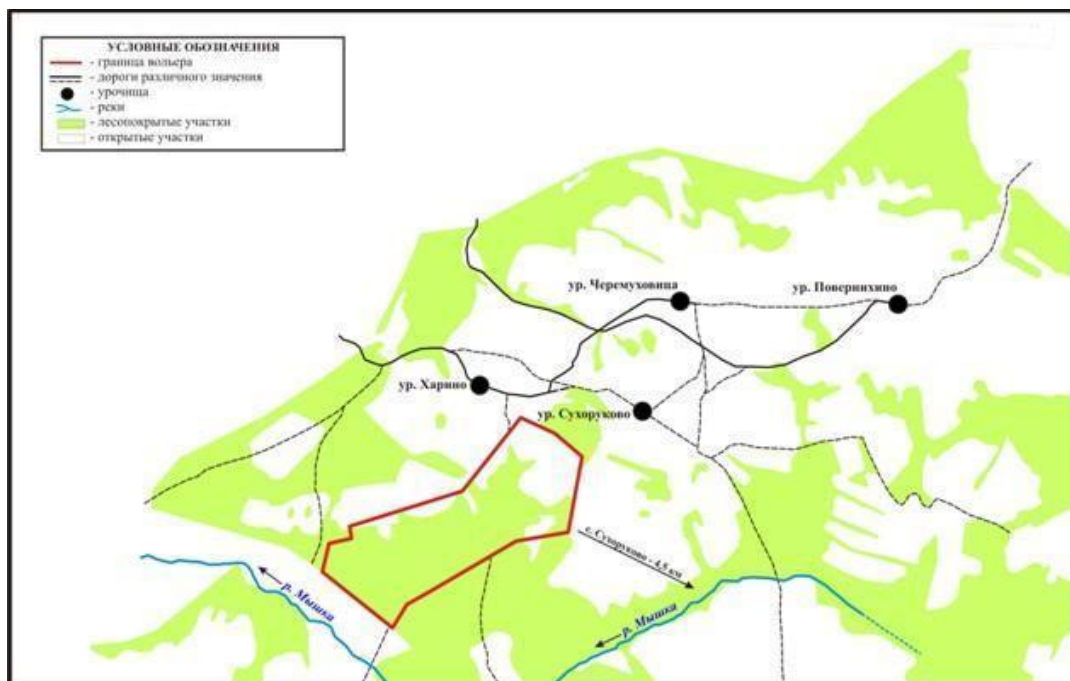 УСЛОВНЫЕ ОБОЗНАЧЕНИЯ
- граница вольера
- дороги различного значения
- урочища
- реки
- лесопокрытые участки
- открытые участки
ур. Черемуховица
ур. Повернихино
ур. Харино
ур. Сухоруково
с. Сухоруково - 4,5 км
р. Мышка
р. Мышка